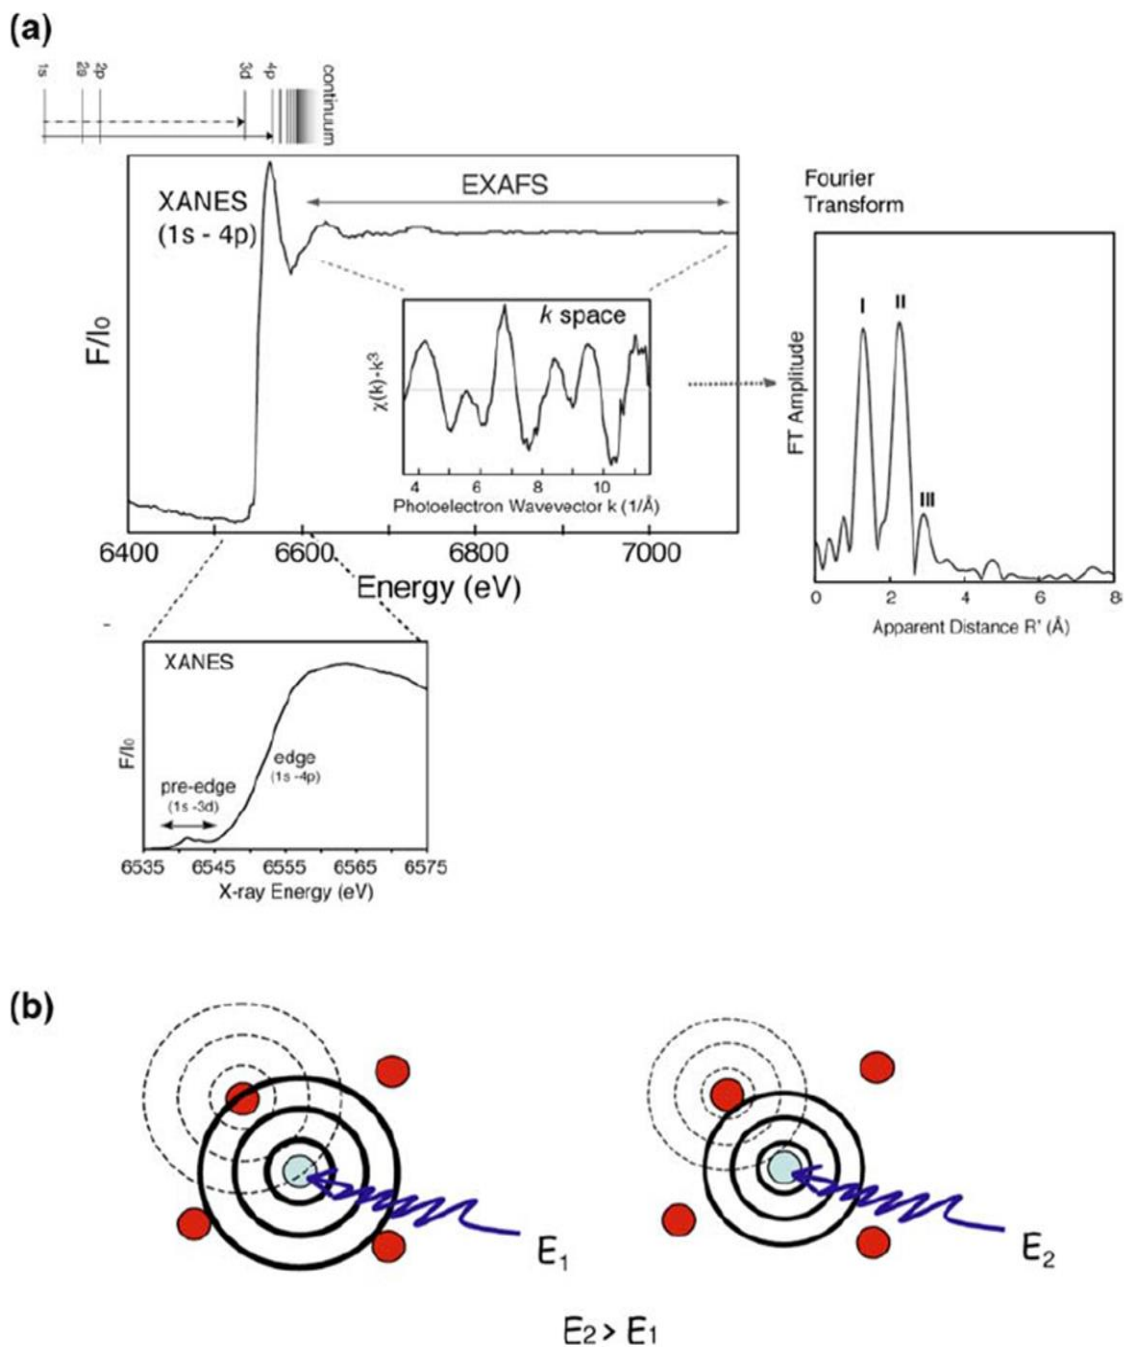 (a)
1s 2s 2p 3d 4p continuum
XANES
(1s - 4p)
EXAFS
F/I0
k space
χ(k)*k3
4 6 8 10
Photoelectron Wavevector k (1/Å)
6400 6600 6800 7000
Energy (eV)
Fourier
Transform
I II III
FT Amplitude
0 2 4 6 8
Apparent Distance R' (Å)
XANES
F/I0
edge
(1s -4p)
pre-edge
(1s -3d)
6535 6545 6555 6565 6575
X-ray Energy (eV)
(b)
E1
E2
E2 > E1